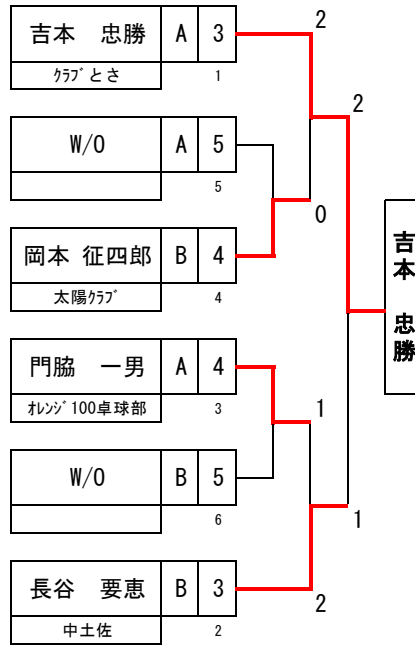 吉本　忠勝 A 3
ｸﾗﾌﾞとさ 1
W/O A 5
5
岡本 征四郎 B 4
太陽ｸﾗﾌﾞ 4
門脇　一男 A 4
ｵﾚﾝｼﾞ100卓球部 3
W/O B 5
6
長谷　要恵 B 3
中土佐 2
2
0
1
2
2
1
吉本　忠勝